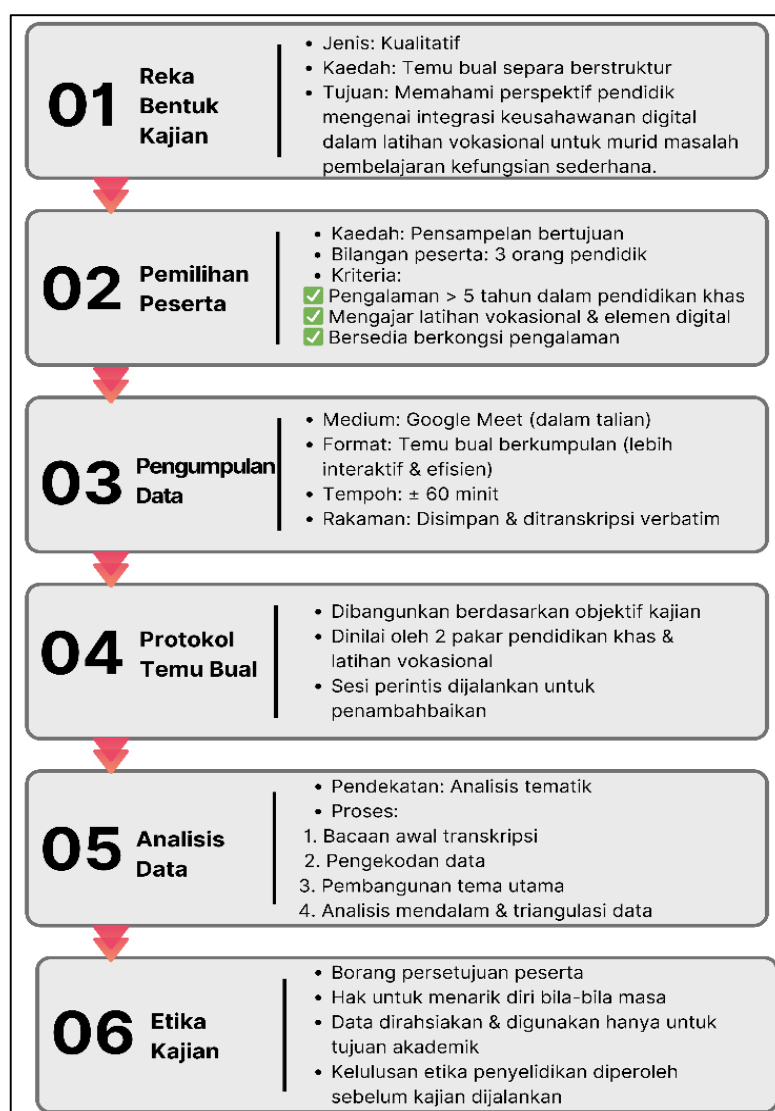 01
Reka
Bentuk
Kajian
• Jenis: Kualitatif
• Kaedah: Temu bual separa berstruktur
• Tujuan: Memahami perspektif pendidik
mengenai integrasi keusahawanan digital
dalam latihan vokasional untuk murid masalah
pembelajaran kefungsian sederhana.
02
Pemilihan
Peserta
• Kaedah: Pensampelan bertujuan
• Bilangan peserta: 3 orang pendidik
• Kriteria:
✅ Pengalaman > 5 tahun dalam pendidikan khas
✅ Mengajar latihan vokasional & elemen digital
✅ Bersedia berkongsi pengalaman
03
Pengumpulan
Data
• Medium: Google Meet (dalam talian)
• Format: Temu bual berkumpulan (lebih
interaktif & efisien)
• Tempoh: ± 60 minit
• Rakaman: Disimpan & ditranskripsi verbatim
04
Protokol
Temu Bual
• Dibangunkan berdasarkan objektif kajian
• Dinilai oleh 2 pakar pendidikan khas &
latihan vokasional
• Sesi perintis dijalankan untuk
penambahbaikan
05
Analisis
Data
• Pendekatan: Analisis tematik
• Proses:
1. Bacaan awal transkripsi
2. Pengekodan data
3. Pembangunan tema utama
4. Analisis mendalam & triangulasi data
06
Etika
Kajian
• Borang persetujuan peserta
• Hak untuk menarik diri bila-bila masa
• Data dirahsiakan & digunakan hanya untuk
tujuan akademik
• Kelulusan etika penyelidikan diperoleh
sebelum kajian dijalankan